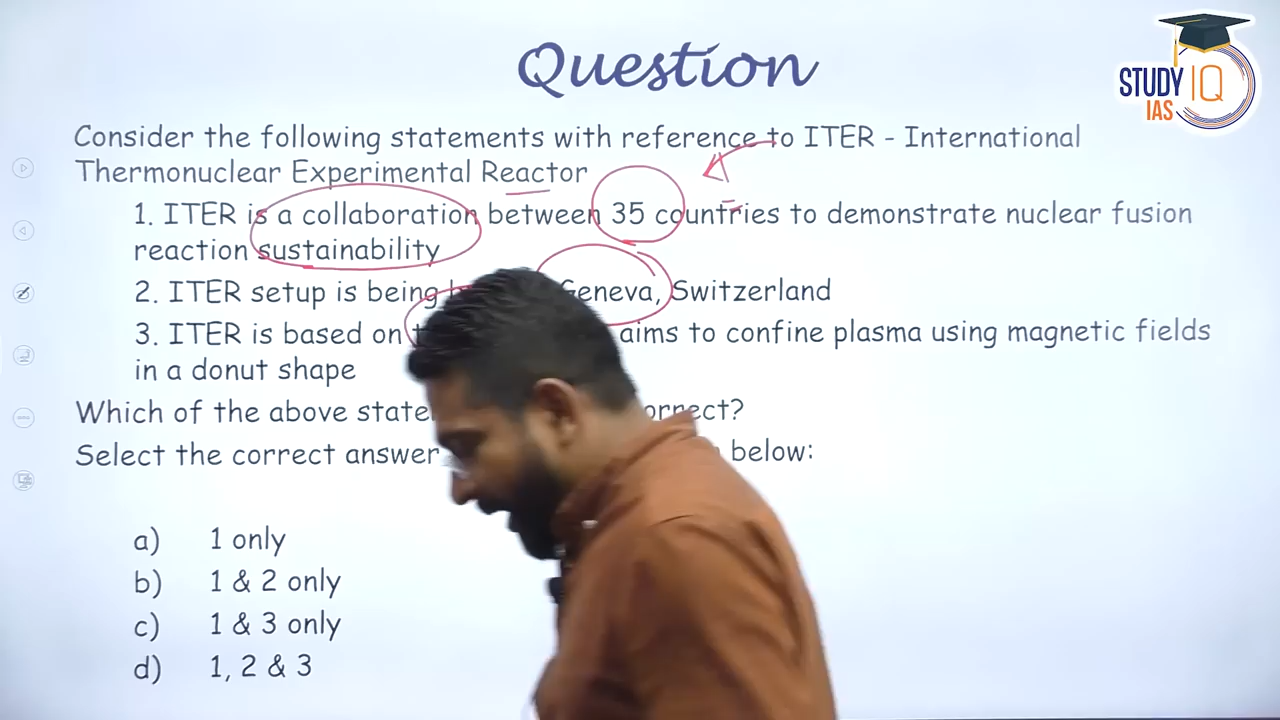 Question
STUDY IQ
IAS
Consider the following statements with reference to ITER - International
Thermonuclear Experimental Reactor
1. ITER is a collaboration between 35 countries to demonstrate nuclear fusion
reaction sustainability
2. ITER setup is being Geneva, Switzerland
3. ITER is based on aims to confine plasma using magnetic fields
in a donut shape
Which of the above
Select the correct answer below:
a) 1 only
b) 1 & 2 only
c) 1 & 3 only
d) 1, 2 & 3